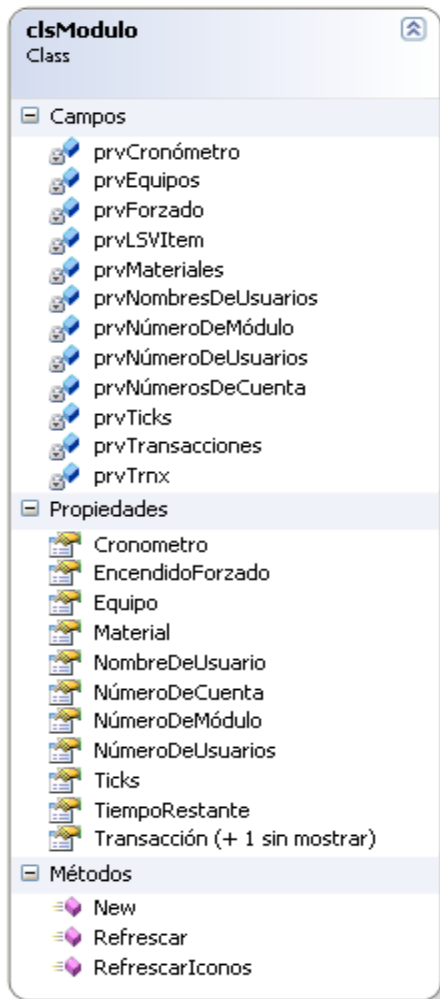 clsModulo
Class
Campos
prvCronómetro
prvEquipos
prvForzado
prvLSVItem
prvMateriales
prvNombresDeUsuarios
prvNúmeroDeMódulo
prvNúmeroDeUsuarios
prvNúmerosDeCuenta
prvTicks
prvTransacciones
prvTrnx
Propiedades
Cronometro
EncendidoForzado
Equipo
Material
NombreDeUsuario
NúmeroDeCuenta
NúmeroDeMódulo
NúmeroDeUsuarios
Ticks
TiempoRestante
Transacción (+ 1 sin mostrar)
Métodos
New
Refrescar
RefrescarIconos